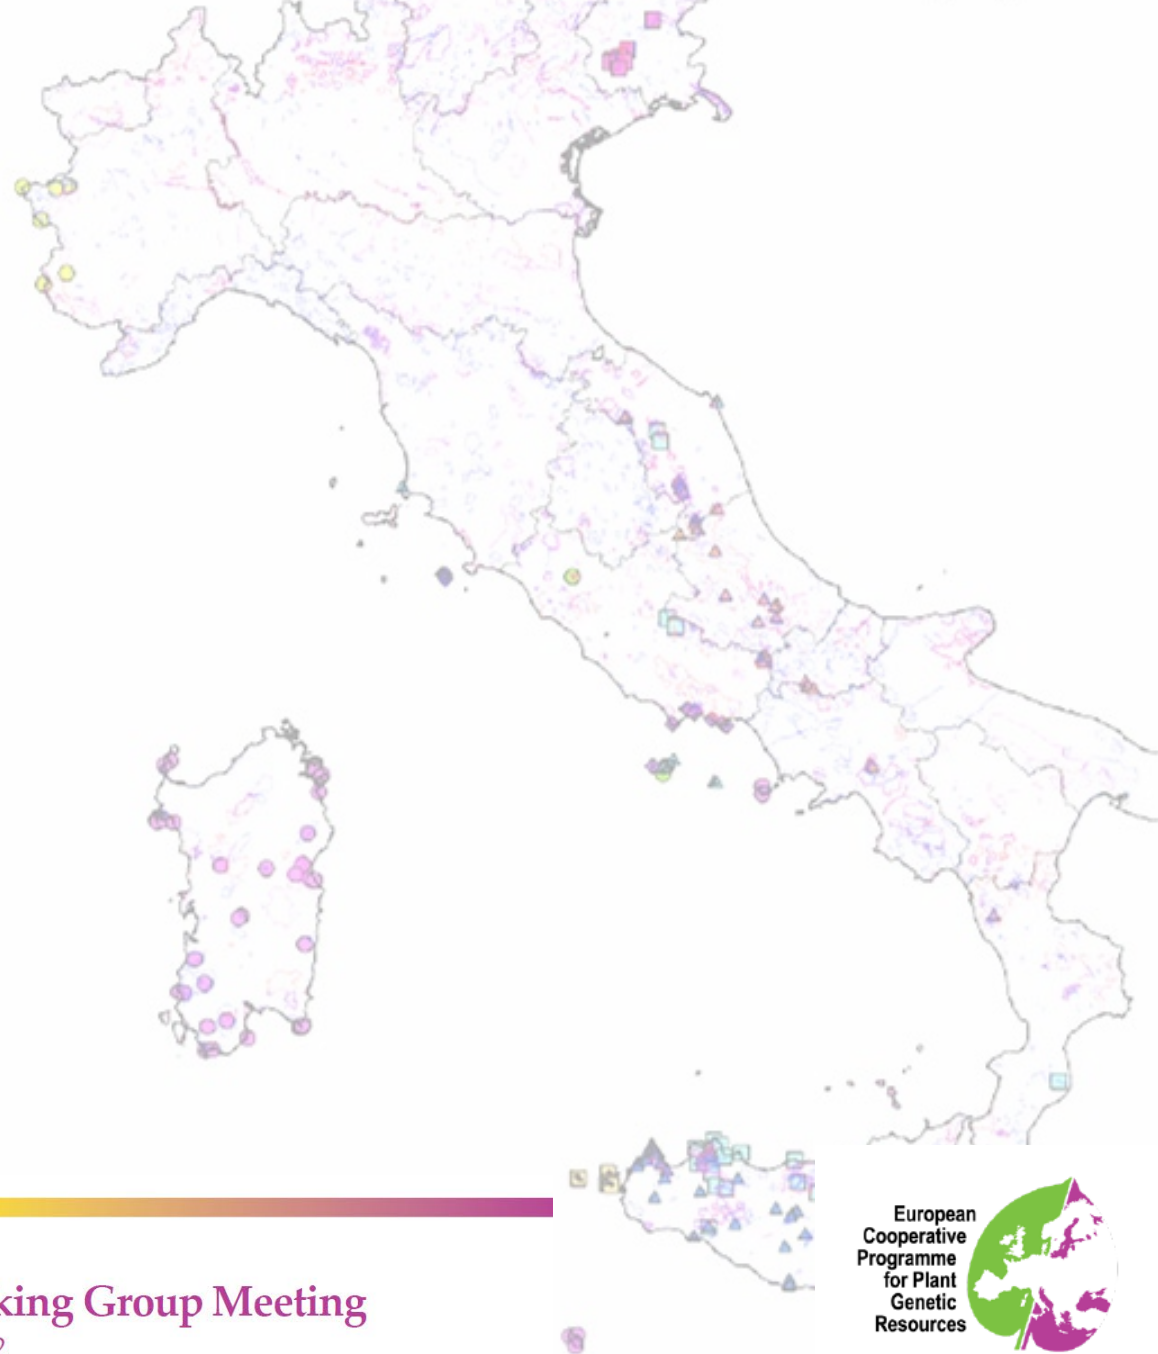 European
Cooperative
Programme
for Plant
Genetic
Resources
king Group Meeting